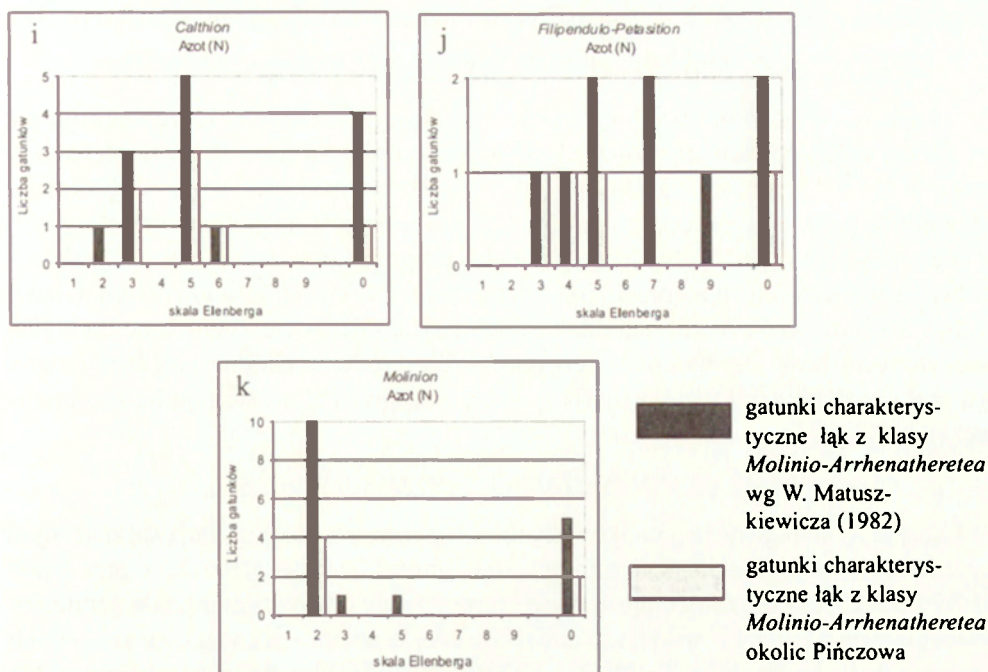 i
Calthion
Azot (N)
5
4
3
2
1
0
Liczba gatunków
1 2 3 4 5 6 7 8 9 0
skala Ellenberga
j
Filipendulo-Petasition
Azot (N)
2
1
0
Liczba gatunków
1 2 3 4 5 6 7 8 9 0
skala Ellenberga
k
Molinion
Azot (N)
10
8
6
4
2
0
Liczba gatunków
1 2 3 4 5 6 7 8 9 0
skala Ellenberga
gatunki charakterys-
tyczne łąk z klasy
Molinio-Arrhenatheretea
wg W. Matusz-
kiewicza (1982)
gatunki charakterys-
tyczne łąk z klasy
Molinio-Arrhenatheretea
okolic Pińczowa